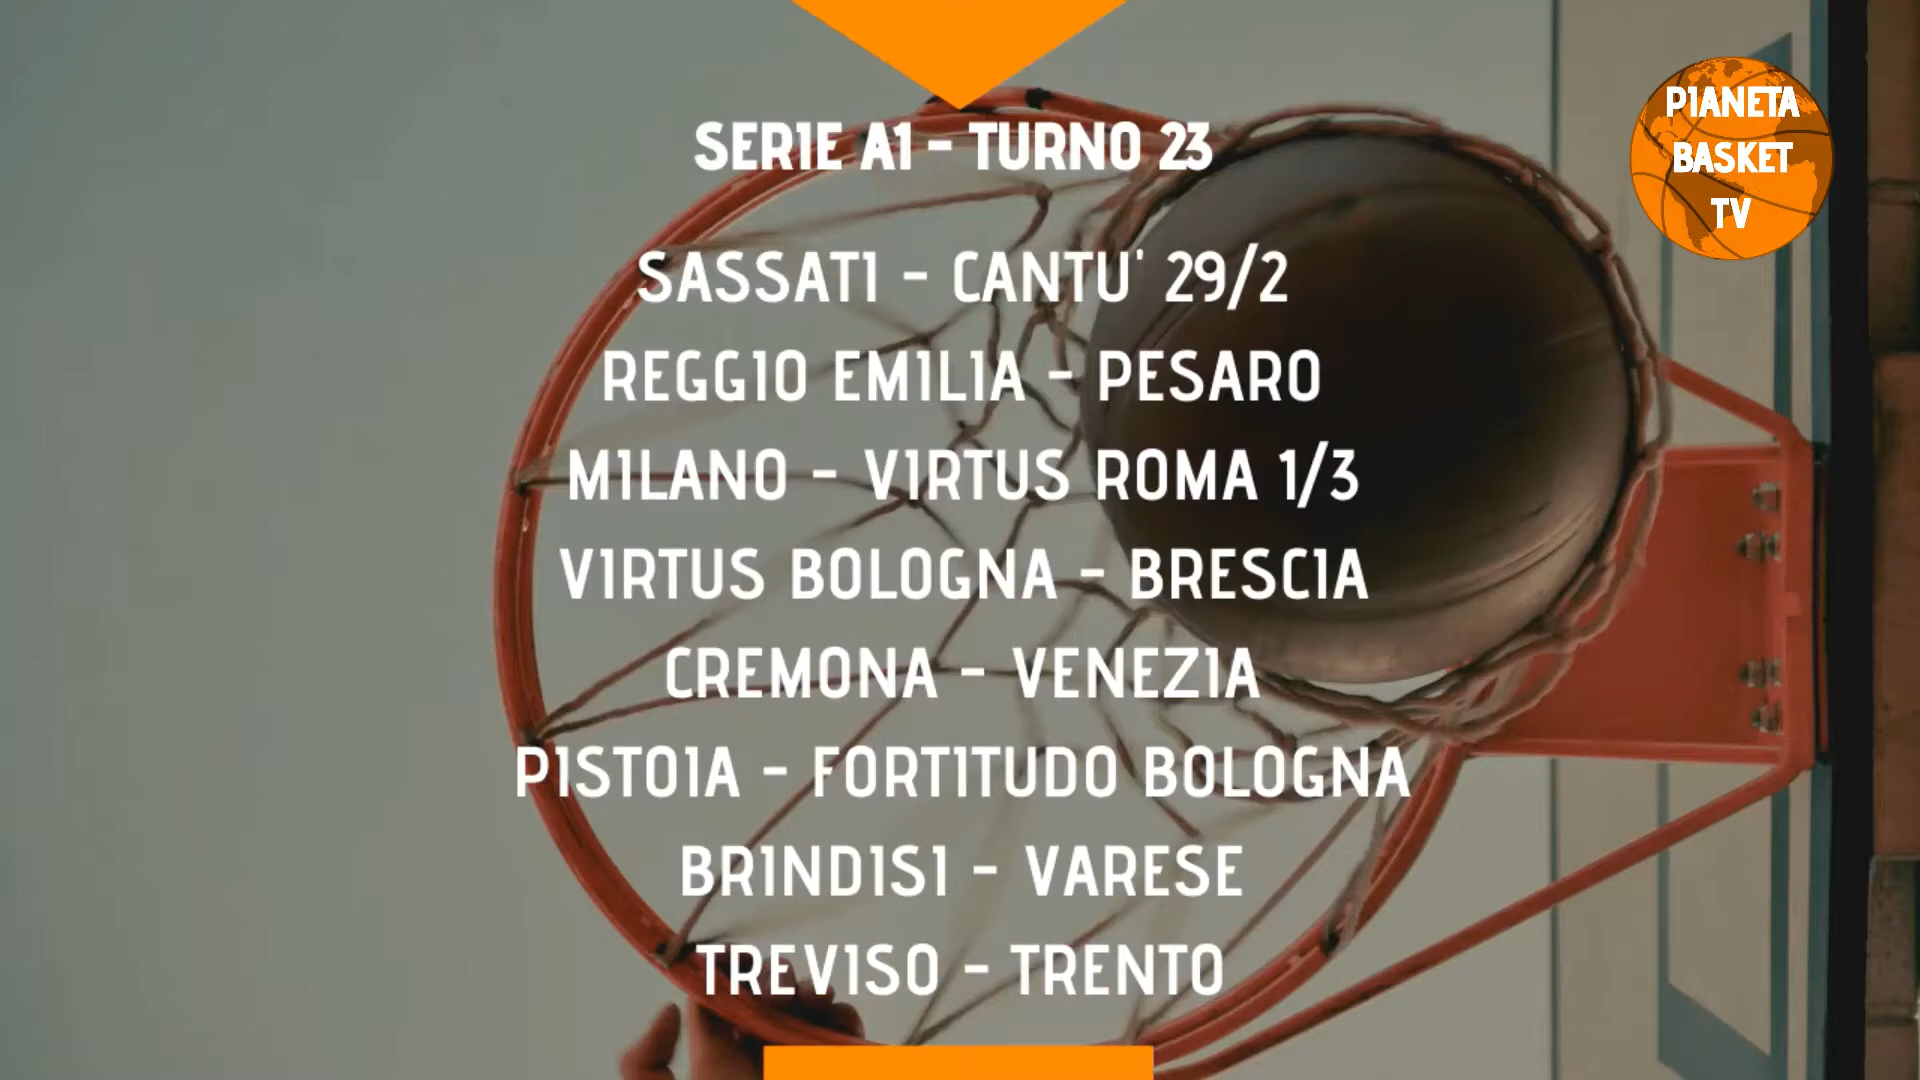 SERIE A1 - TURNO 23
PIANETA
BASKET
TV
SASSATI - CANTU' 29/2
REGGIO EMILIA - PESARO
MILANO - VIRTUS ROMA 1/3
VIRTUS BOLOGNA - BRESCIA
CREMONA - VENEZIA
PISTOIA - FORTITUDO BOLOGNA
BRINDISI - VARESE
TREVISO - TRENTO